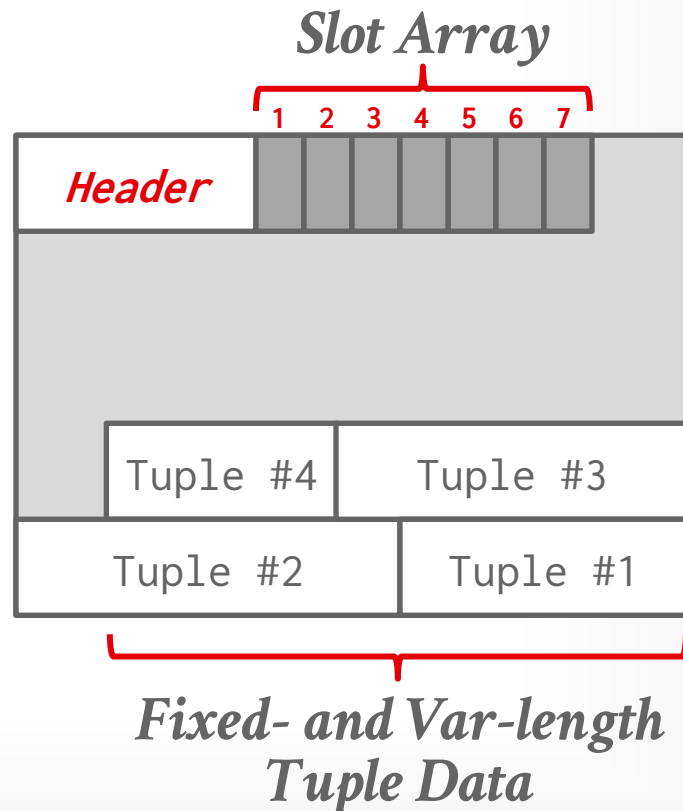 Slot Array
1 2 3 4 5 6 7
Header
Tuple #4 Tuple #3
Tuple #2 Tuple #1
Fixed- and Var-length
Tuple Data